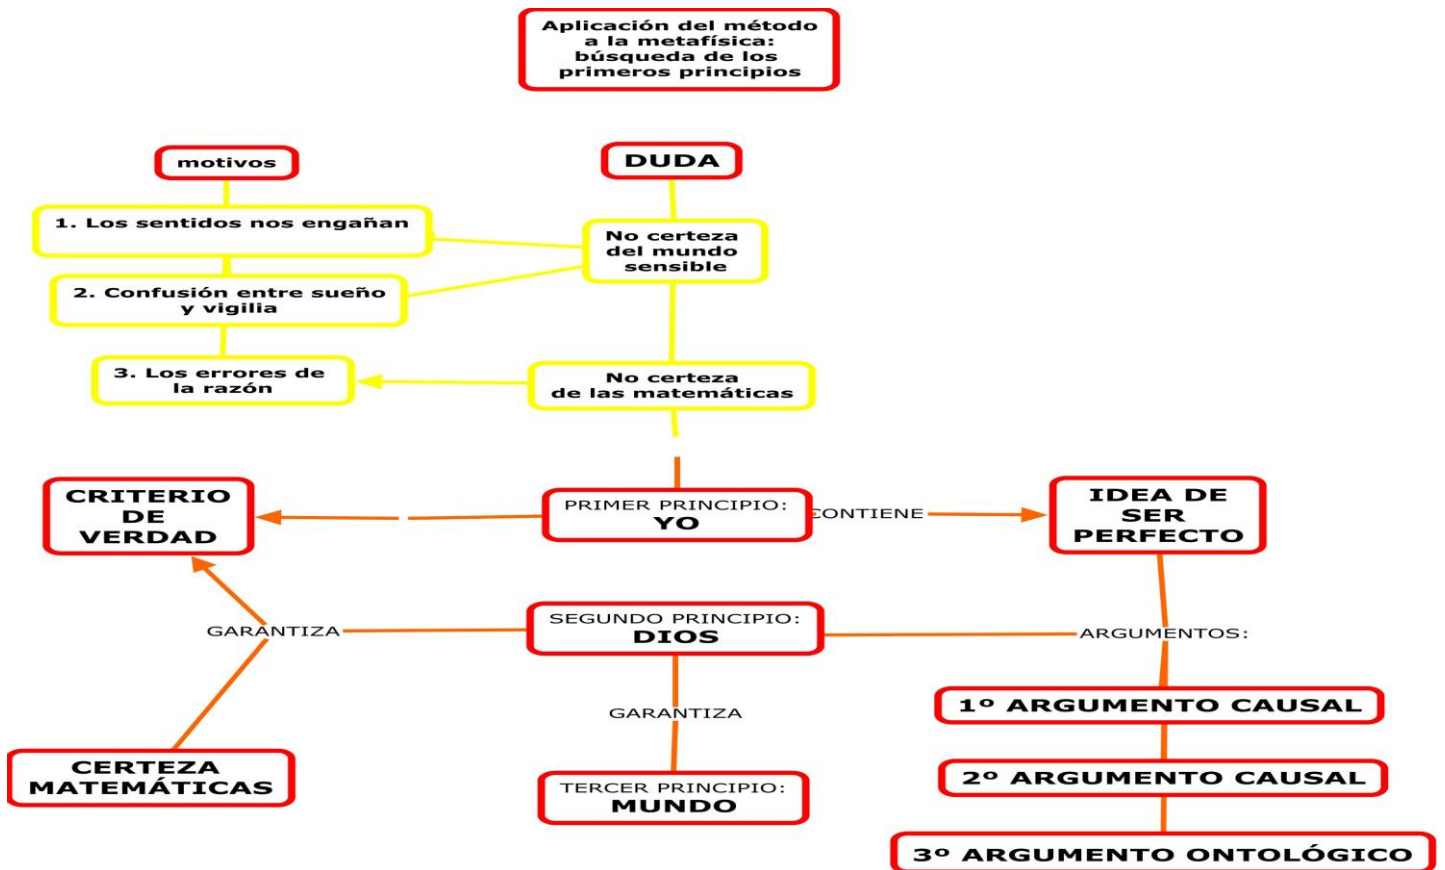 Aplicación del método
a la metafísica:
búsqueda de los
primeros principios
motivos
DUDA
1. Los sentidos nos engañan
No certeza
del mundo
sensible
2. Confusión entre sueño
y vigilia
3. Los errores de
la razón
No certeza
de las matemáticas
CRITERIO
DE
VERDAD
PRIMER PRINCIPIO:
YO
CONTIENE
IDEA DE
SER
PERFECTO
GARANTIZA
SEGUNDO PRINCIPIO:
DIOS
ARGUMENTOS:
GARANTIZA
1º ARGUMENTO CAUSAL
CERTEZA
MATEMÁTICAS
TERCER PRINCIPIO:
MUNDO
2º ARGUMENTO CAUSAL
3º ARGUMENTO ONTOLÓGICO